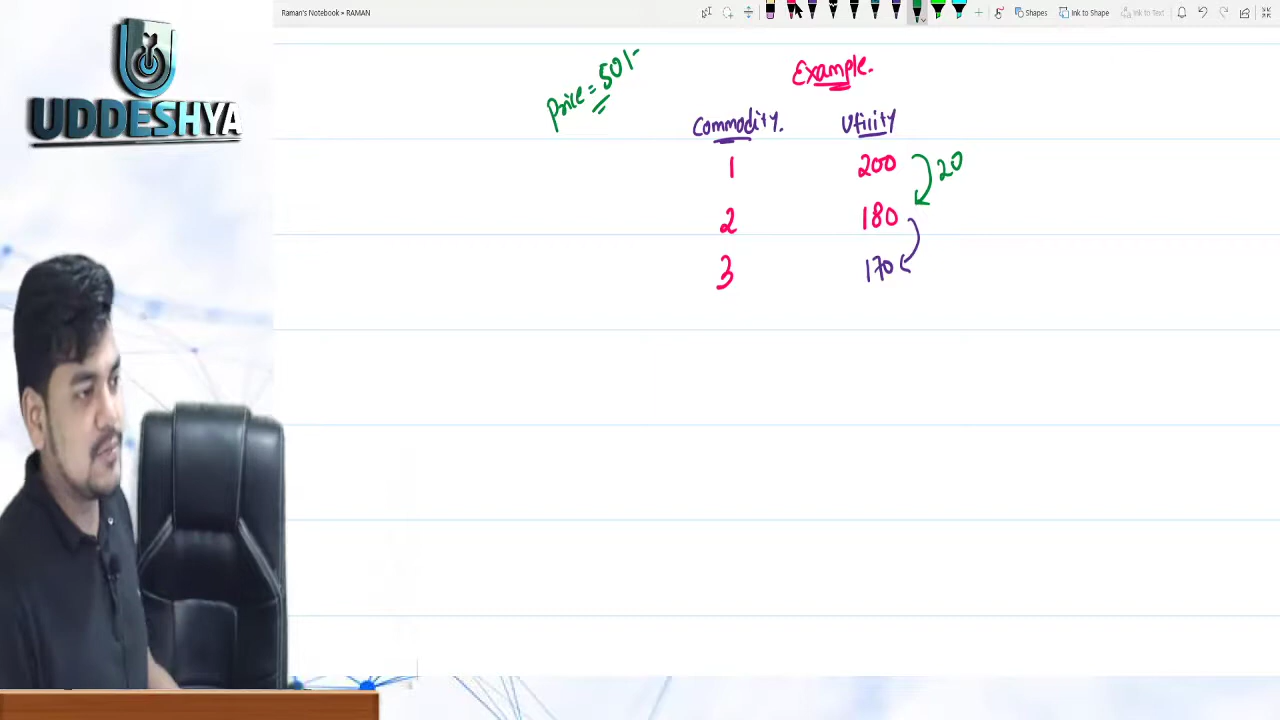 Raman's Notebook » RAMAN
Shapes
Ink to Shape
Ink to Text
UDDESHYA
Price = 50/-
Example.
Commodity. Utility
1 200
20
2 180
3 170